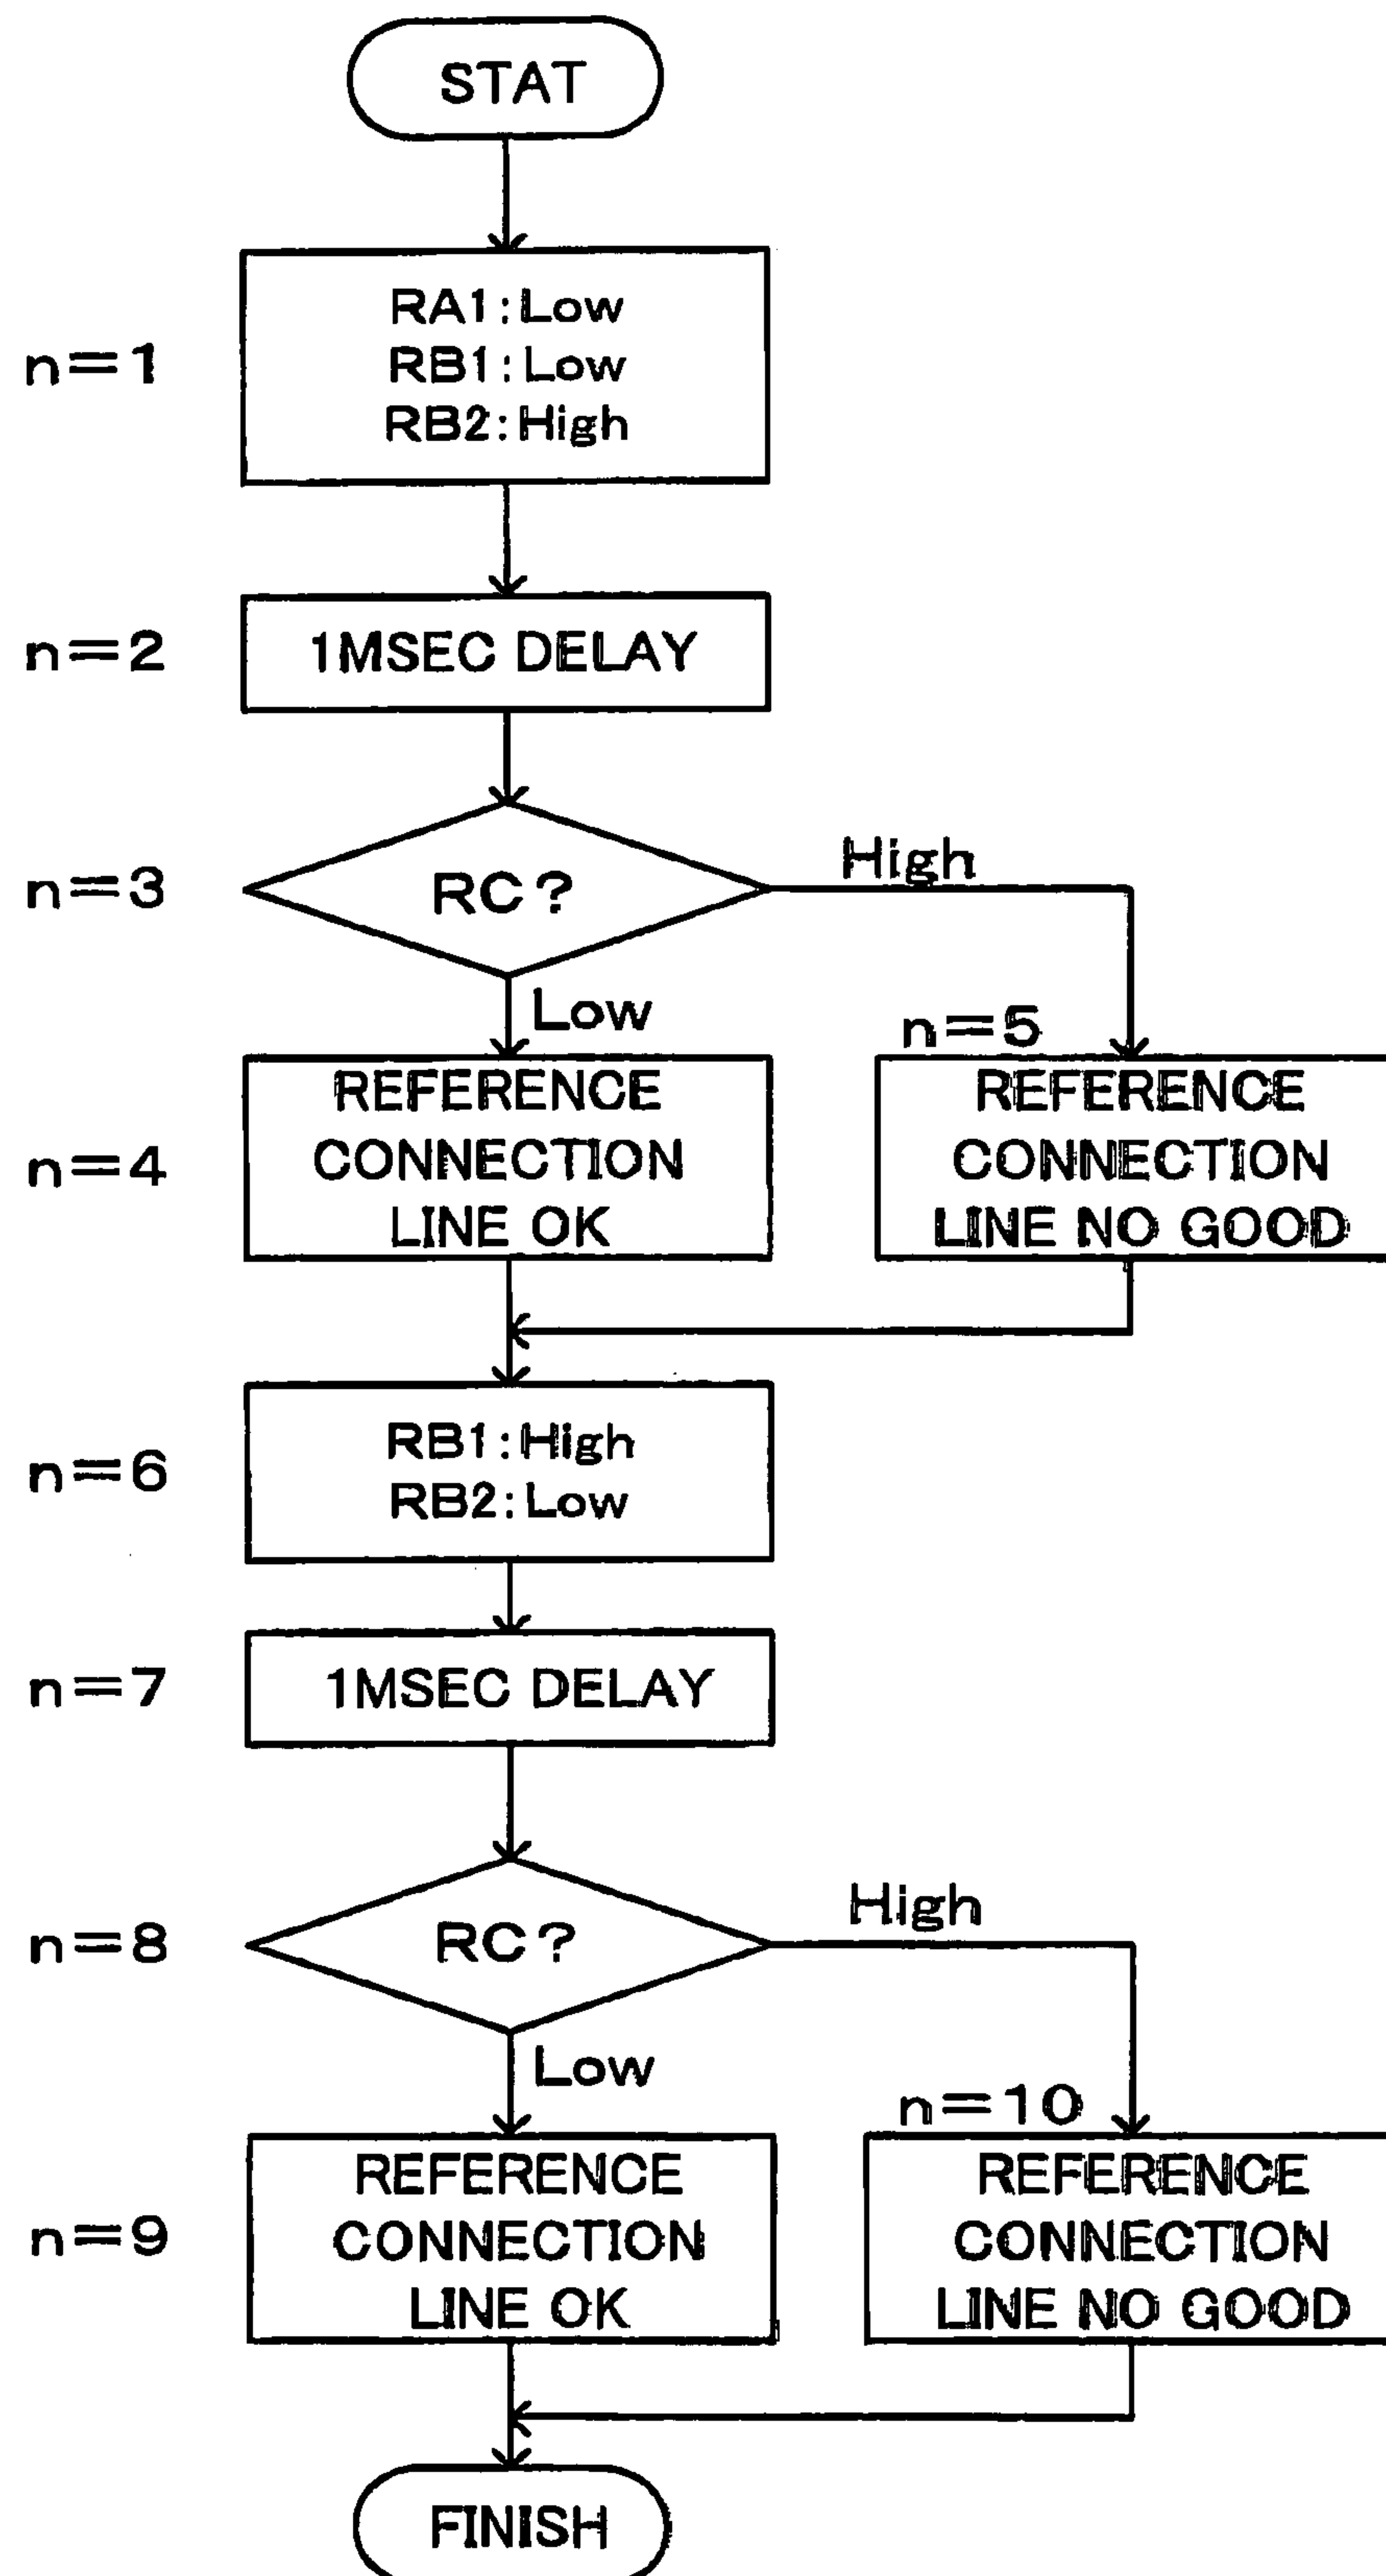 STAT
n=1
RA1:Low
RB1:Low
RB2:High
n=2
1MSEC DELAY
n=3
RC?
High
Low
n=4
REFERENCE
CONNECTION
LINE OK
n=5
REFERENCE
CONNECTION
LINE NO GOOD
n=6
RB1:High
RB2:Low
n=7
1MSEC DELAY
n=8
RC?
High
Low
n=9
REFERENCE
CONNECTION
LINE OK
n=10
REFERENCE
CONNECTION
LINE NO GOOD
FINISH